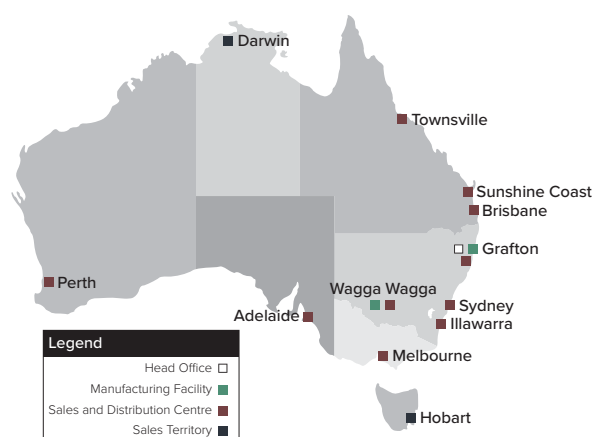 Darwin
Townsville
Sunshine Coast
Brisbane
Grafton
Perth
Wagga Wagga
Sydney
Adelaide
Illawarra
Legend
Melbourne
Head Office
Manufacturing Facility
Sales and Distribution Centre
Hobart
Sales Territory